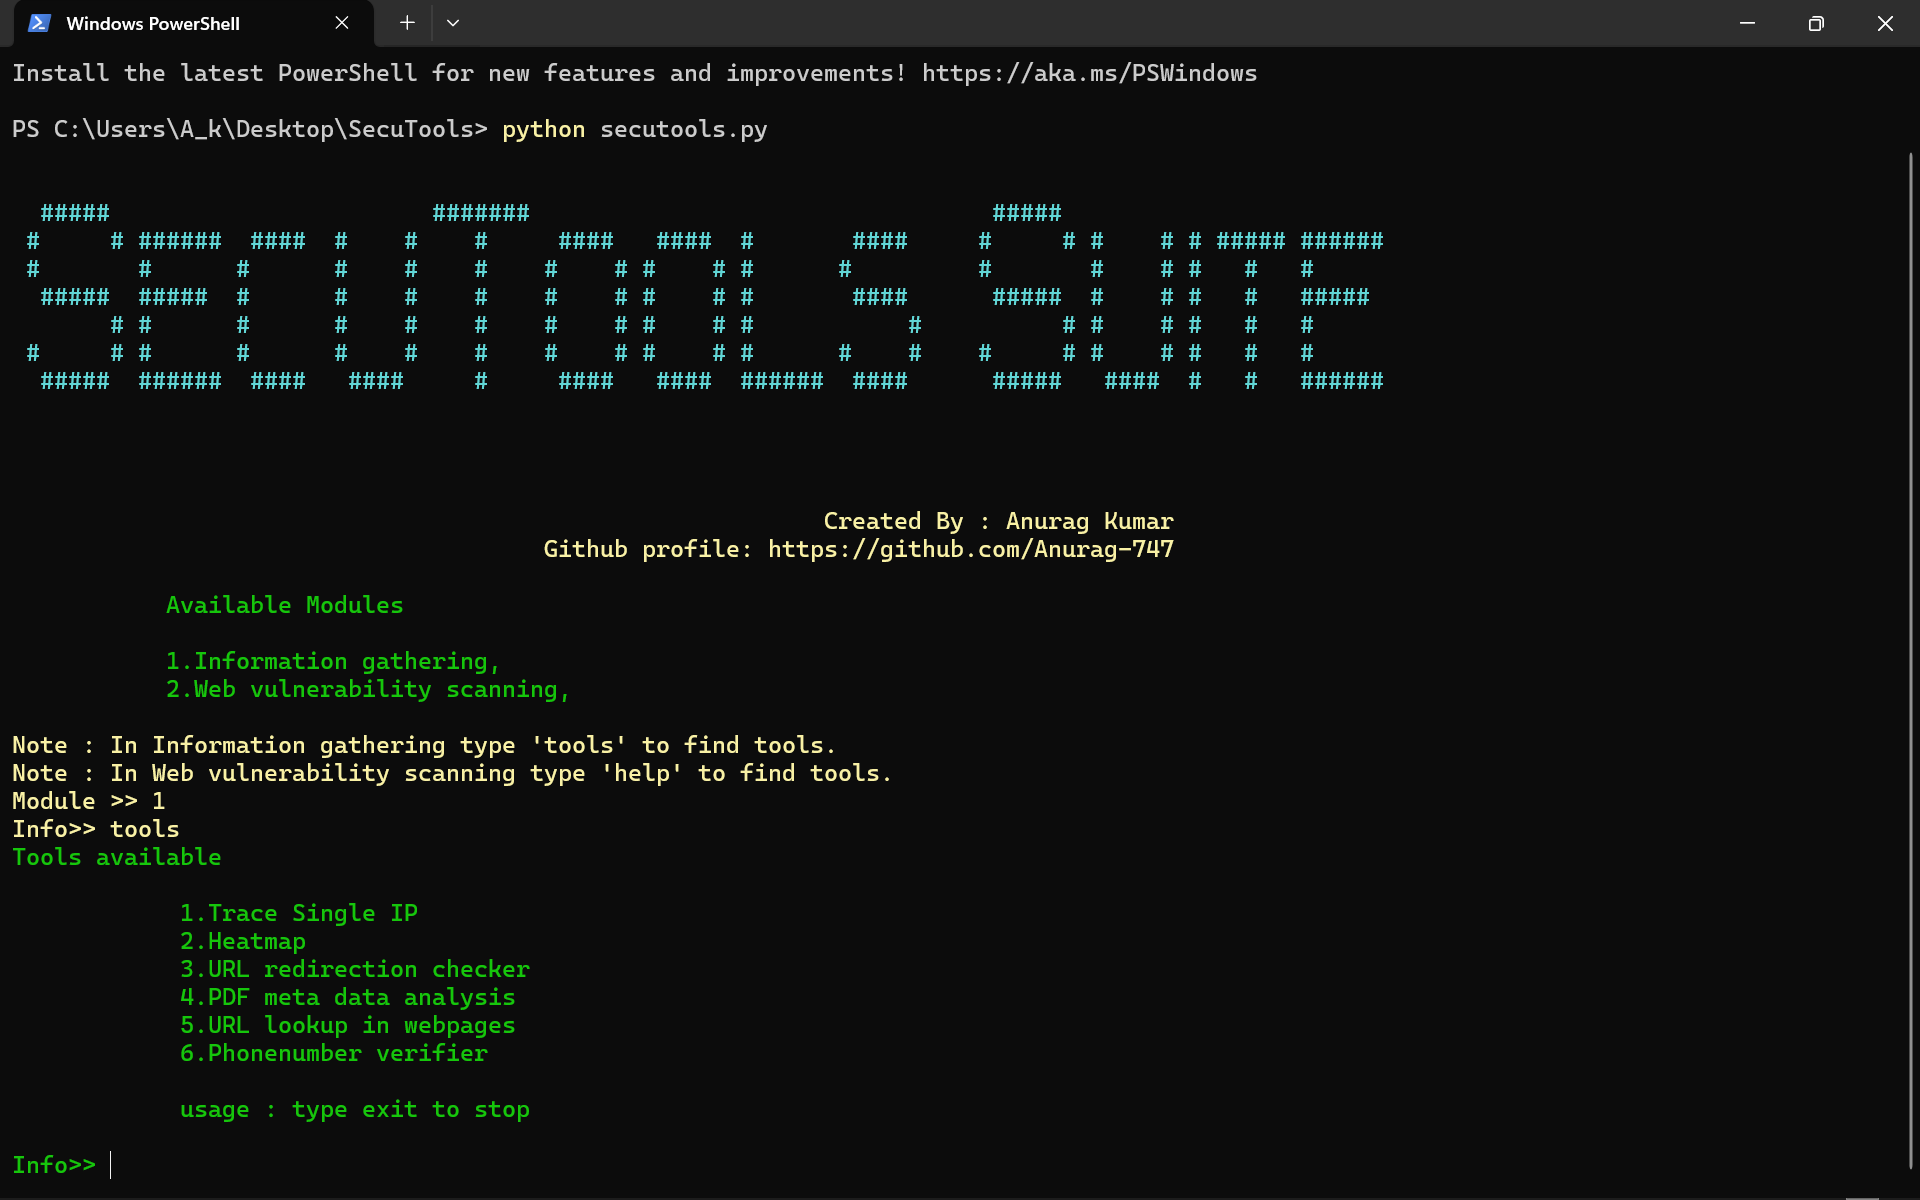 Windows PowerShell
Install the latest PowerShell for new features and improvements! https://aka.ms/PSWindows
PS C:\Users\A_k\Desktop\SecuTools> python secutools.py
SecuTools Suite
Created By : Anurag Kumar
Github profile: https://github.com/Anurag-747
Available Modules
1.Information gathering,
2.Web vulnerability scanning,
Note : In Information gathering type 'tools' to find tools.
Note : In Web vulnerability scanning type 'help' to find tools.
Module >> 1
Info>> tools
Tools available
1.Trace Single IP
2.Heatmap
3.URL redirection checker
4.PDF meta data analysis
5.URL lookup in webpages
6.Phonenumber verifier
usage : type exit to stop
Info>>